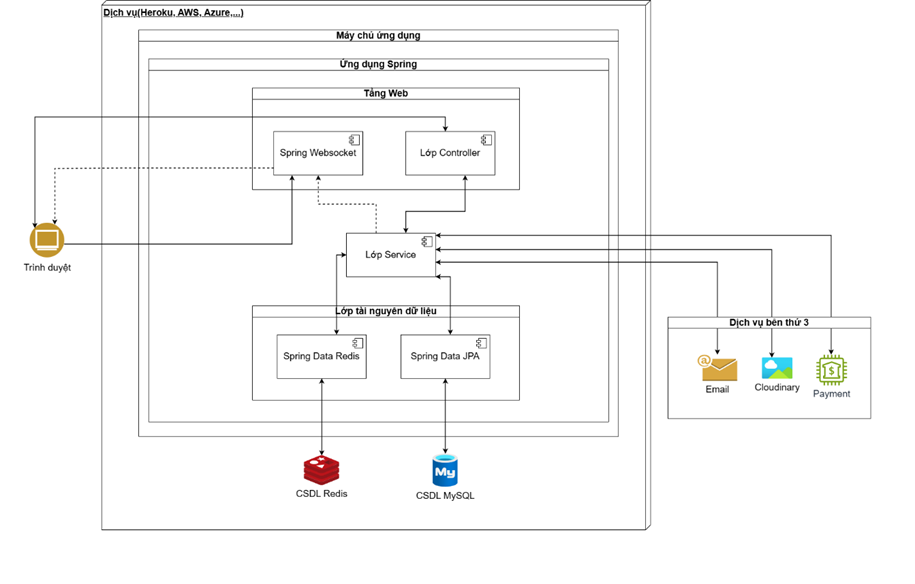 Dịch vụ(Heroku, AWS, Azure,...)
Máy chủ ứng dụng
Ứng dụng Spring
Tầng Web
Spring Websocket
Lớp Controller
Trình duyệt
Lớp Service
Lớp tài nguyên dữ liệu
Spring Data Redis
Spring Data JPA
Dịch vụ bên thứ 3
@
Email
Cloudinary
$
Payment
My
CSDL Redis
CSDL MySQL